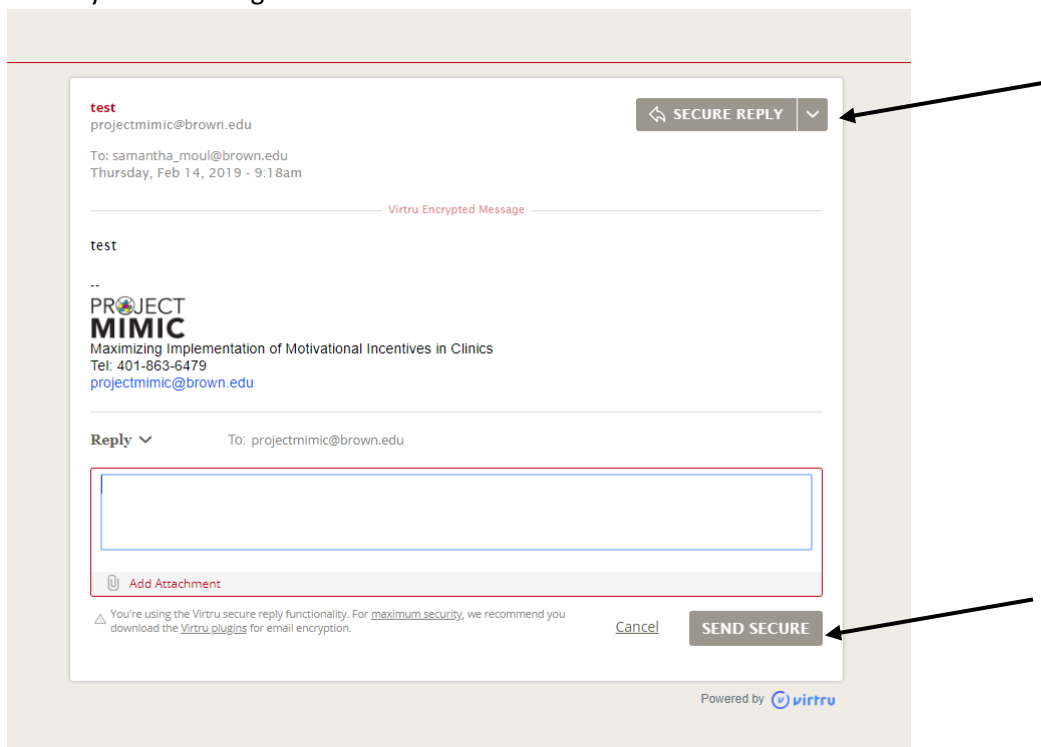 test
projectmimic@brown.edu
SECURE REPLY
To: samantha_moul@brown.edu
Thursday, Feb 14, 2019 - 9:18am
Virtru Encrypted Message
test
--
PROJECT
MIMIC
Maximizing Implementation of Motivational Incentives in Clinics
Tel: 401-863-6479
projectmimic@brown.edu
Reply To: projectmimic@brown.edu
Add Attachment
You're using the Virtru secure reply functionality. For maximum security, we recommend you
download the Virtru plugins for email encryption.
Cancel SEND SECURE
Powered by virtru